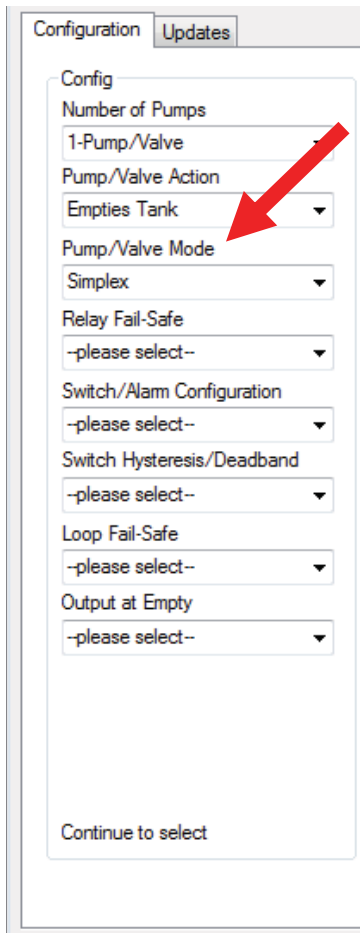 Configuration
Updates
Config
Number of Pumps
1-Pump/Valve
Pump/Valve Action
Empties Tank
Pump/Valve Mode
Simplex
Relay Fail-Safe
--please select--
Switch/Alarm Configuration
--please select--
Switch Hysteresis/Deadband
--please select--
Loop Fail-Safe
--please select--
Output at Empty
--please select--
Continue to select